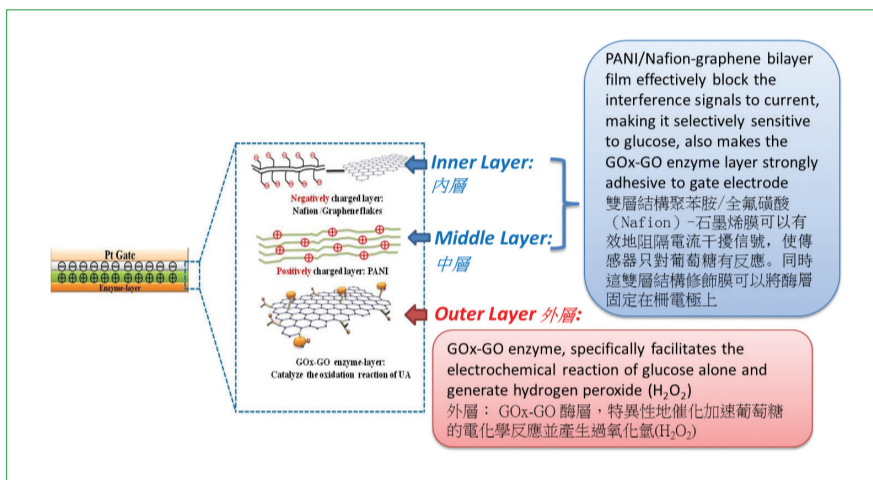 PANI/Nafion-graphene bilayer
film effectively block the
interference signals to current,
making it selectively sensitive
to glucose, also makes the
GOx-GO enzyme layer strongly
adhesive to gate electrode
雙層結構聚苯胺/全氟磺酸
（Nafion）-石墨烯膜可以有
效地阻隔電流干擾信號，使傳
感器只對葡萄糖有反應。同時
這雙層結構修飾膜可以將酶層
固定在柵電極上
Inner Layer:
內層
Negatively charged layer:
Nafion/Graphene flakes
Middle Layer:
中層
Positively charged layer: PANI
Pt Gate
Enzyme-layer
Outer Layer 外層:
GOx-GO enzyme-layer:
Catalyze the oxidation reaction of UA
GOx-GO enzyme, specifically facilitates the
electrochemical reaction of glucose alone and
generate hydrogen peroxide (H₂O₂)
外層： GOx-GO 酶層，特異性地催化加速葡萄糖
的電化學反應並產生過氧化氫(H₂O₂)